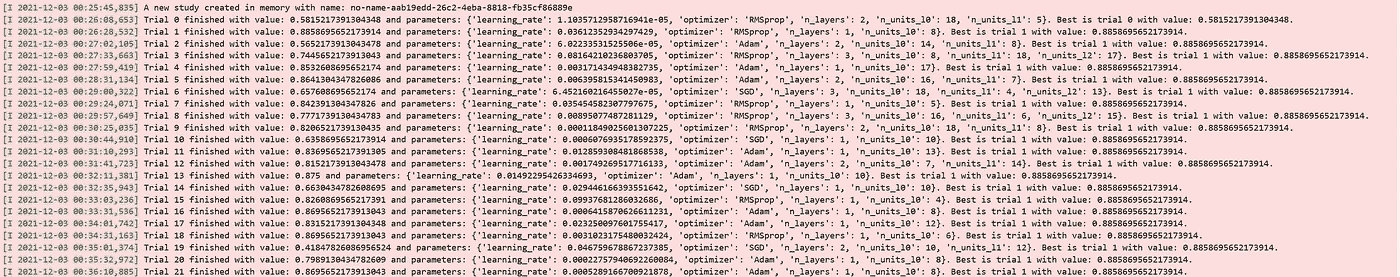 [I 2021-12-03 00:25:45,835] A new study created in memory with name: no-name-aab19edd-26c2-4eba-8818-fb35cf86889e
[I 2021-12-03 00:26:08,653] Trial 0 finished with value: 0.5815217391304348 and parameters: {'learning_rate': 1.1035712958716941e-05, 'optimizer': 'RMSprop', 'n_layers': 2, 'n_units_l0': 18, 'n_units_l1': 5}. Best is trial 0 with value: 0.5815217391304348.
[I 2021-12-03 00:26:28,532] Trial 1 finished with value: 0.8858695652173914 and parameters: {'learning_rate': 0.03612352934297429, 'optimizer': 'RMSprop', 'n_layers': 1, 'n_units_l0': 8}. Best is trial 1 with value: 0.8858695652173914.
[I 2021-12-03 00:27:02,105] Trial 2 finished with value: 0.5652173913043478 and parameters: {'learning_rate': 6.022333515225506e-05, 'optimizer': 'Adam', 'n_layers': 2, 'n_units_l0': 14, 'n_units_l1': 8}. Best is trial 1 with value: 0.8858695652173914.
[I 2021-12-03 00:27:33,663] Trial 3 finished with value: 0.7445652173913043 and parameters: {'learning_rate': 0.08164210236803407, 'optimizer': 'RMSprop', 'n_layers': 3, 'n_units_l0': 8, 'n_units_l1': 18, 'n_units_l2': 17}. Best is trial 1 with value: 0.8858695652173914.
[I 2021-12-03 00:27:59,419] Trial 4 finished with value: 0.8532608695652174 and parameters: {'learning_rate': 0.003171434948382735, 'optimizer': 'Adam', 'n_layers': 1, 'n_units_l0': 17}. Best is trial 1 with value: 0.8858695652173914.
[I 2021-12-03 00:28:31,134] Trial 5 finished with value: 0.8641304347826086 and parameters: {'learning_rate': 0.006395815341450983, 'optimizer': 'Adam', 'n_layers': 2, 'n_units_l0': 16, 'n_units_l1': 7}. Best is trial 1 with value: 0.8858695652173914.
[I 2021-12-03 00:29:00,322] Trial 6 finished with value: 0.657608695652174 and parameters: {'learning_rate': 6.452160216455027e-05, 'optimizer': 'SGD', 'n_layers': 3, 'n_units_l0': 18, 'n_units_l1': 4, 'n_units_l2': 13}. Best is trial 1 with value: 0.8858695652173914.
[I 2021-12-03 00:29:24,071] Trial 7 finished with value: 0.842391304347826 and parameters: {'learning_rate': 0.035454582307797675, 'optimizer': 'RMSprop', 'n_layers': 1, 'n_units_l0': 5}. Best is trial 1 with value: 0.8858695652173914.
[I 2021-12-03 00:29:57,649] Trial 8 finished with value: 0.7771739130434783 and parameters: {'learning_rate': 0.00895077487281129, 'optimizer': 'RMSprop', 'n_layers': 3, 'n_units_l0': 16, 'n_units_l1': 6, 'n_units_l2': 15}. Best is trial 1 with value: 0.8858695652173914.
[I 2021-12-03 00:30:25,035] Trial 9 finished with value: 0.8206521739130435 and parameters: {'learning_rate': 0.00011849025601307225, 'optimizer': 'RMSprop', 'n_layers': 2, 'n_units_l0': 18, 'n_units_l1': 8}. Best is trial 1 with value: 0.8858695652173914.
[I 2021-12-03 00:30:44,910] Trial 10 finished with value: 0.6358695652173914 and parameters: {'learning_rate': 0.0006076933178592375, 'optimizer': 'SGD', 'n_layers': 1, 'n_units_l0': 10}. Best is trial 1 with value: 0.8858695652173914.
[I 2021-12-03 00:31:10,293] Trial 11 finished with value: 0.8369565217391305 and parameters: {'learning_rate': 0.012859308481868538, 'optimizer': 'Adam', 'n_layers': 1, 'n_units_l0': 13}. Best is trial 1 with value: 0.8858695652173914.
[I 2021-12-03 00:31:41,723] Trial 12 finished with value: 0.8152173913043478 and parameters: {'learning_rate': 0.001749269517716133, 'optimizer': 'Adam', 'n_layers': 2, 'n_units_l0': 7, 'n_units_l1': 14}. Best is trial 1 with value: 0.8858695652173914.
[I 2021-12-03 00:32:11,381] Trial 13 finished with value: 0.875 and parameters: {'learning_rate': 0.01492295426334693, 'optimizer': 'Adam', 'n_layers': 1, 'n_units_l0': 10}. Best is trial 1 with value: 0.8858695652173914.
[I 2021-12-03 00:32:35,943] Trial 14 finished with value: 0.6630434782608695 and parameters: {'learning_rate': 0.029446166393551642, 'optimizer': 'SGD', 'n_layers': 1, 'n_units_l0': 10}. Best is trial 1 with value: 0.8858695652173914.
[I 2021-12-03 00:33:03,236] Trial 15 finished with value: 0.8260869565217391 and parameters: {'learning_rate': 0.09937681286032686, 'optimizer': 'RMSprop', 'n_layers': 1, 'n_units_l0': 4}. Best is trial 1 with value: 0.8858695652173914.
[I 2021-12-03 00:33:31,536] Trial 16 finished with value: 0.8695652173913043 and parameters: {'learning_rate': 0.0006415870626611231, 'optimizer': 'Adam', 'n_layers': 1, 'n_units_l0': 8}. Best is trial 1 with value: 0.8858695652173914.
[I 2021-12-03 00:34:01,742] Trial 17 finished with value: 0.8315217391304348 and parameters: {'learning_rate': 0.023250097601755417, 'optimizer': 'Adam', 'n_layers': 1, 'n_units_l0': 12}. Best is trial 1 with value: 0.8858695652173914.
[I 2021-12-03 00:34:31,163] Trial 18 finished with value: 0.8695652173913043 and parameters: {'learning_rate': 0.003102317548003​2424, 'optimizer': 'RMSprop', 'n_layers': 1, 'n_units_l0': 6}. Best is trial 1 with value: 0.8858695652173914.
[I 2021-12-03 00:35:01,374] Trial 19 finished with value: 0.41847826086956524 and parameters: {'learning_rate': 0.046759678867237385, 'optimizer': 'SGD', 'n_layers': 2, 'n_units_l0': 10, 'n_units_l1': 12}. Best is trial 1 with value: 0.8858695652173914.
[I 2021-12-03 00:35:32,972] Trial 20 finished with value: 0.7989130434782609 and parameters: {'learning_rate': 0.00022757940692260084, 'optimizer': 'Adam', 'n_layers': 1, 'n_units_l0': 8}. Best is trial 1 with value: 0.8858695652173914.
[I 2021-12-03 00:36:10,885] Trial 21 finished with value: 0.8695652173913043 and parameters: {'learning_rate': 0.0005289166700921878, 'optimizer': 'Adam', 'n_layers': 1, 'n_units_l0': 8}. Best is trial 1 with value: 0.8858695652173914.